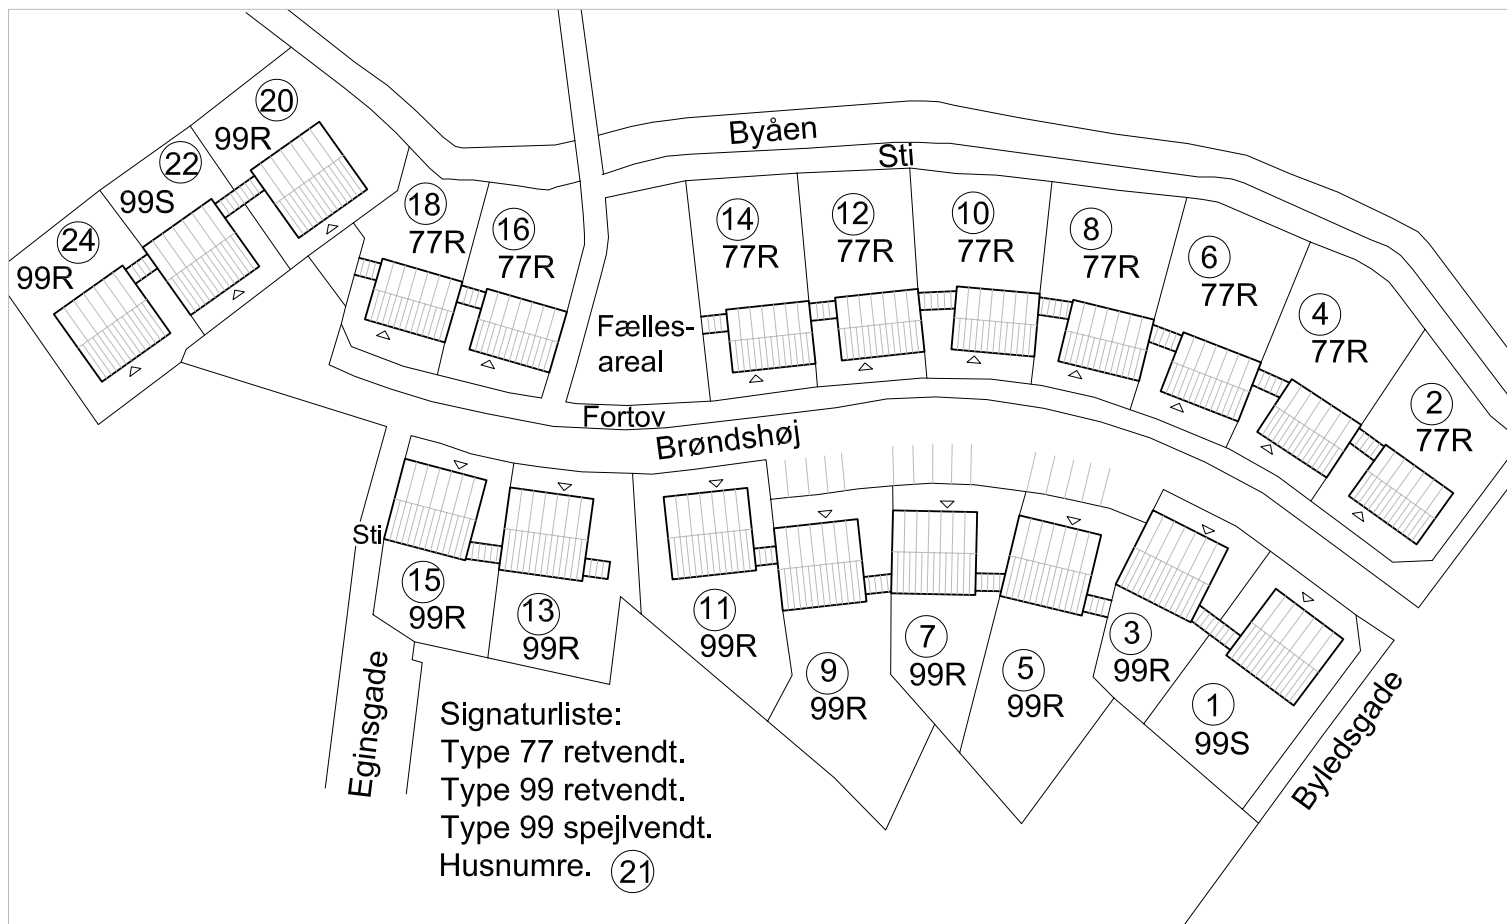 20
99R
22
99S
24
99R
18
77R
16
77R
Byåen
Sti
14
77R
12
77R
10
77R
8
77R
6
77R
4
77R
2
77R
Fælles-
areal
Fortov
Brøndshøj
Sti
15
99R
13
99R
11
99R
9
99R
7
99R
5
99R
3
99R
1
99S
Eginsgade
Byledsgade
Signaturliste:
Type 77 retvendt.
Type 99 retvendt.
Type 99 spejlvendt.
Husnumre. 21